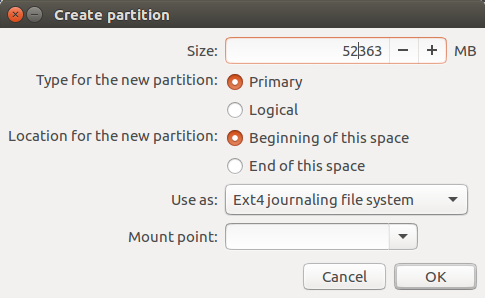 Create partition
Size: 52363 MB
Type for the new partition: Primary
Logical
Location for the new partition: Beginning of this space
End of this space
Use as: Ext4 journaling file system
Mount point:
Cancel OK